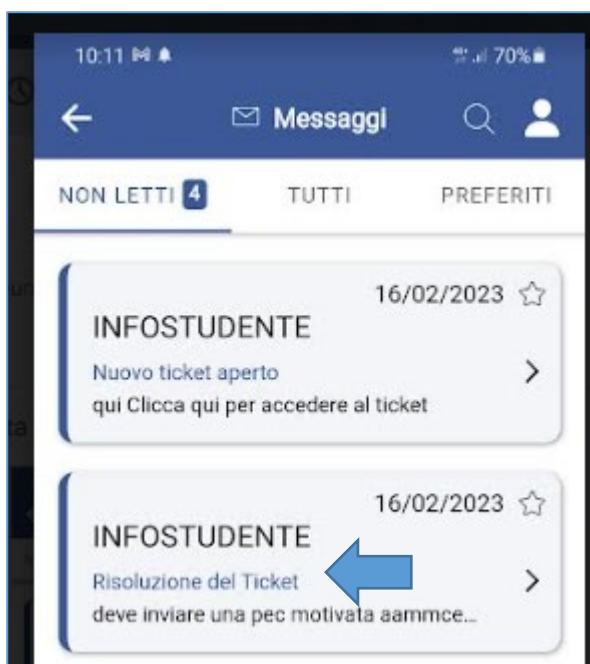 10:11 70%
Messaggi
NON LETTI 4 TUTTI PREFERITI
16/02/2023
INFOSTUDENTE
Nuovo ticket aperto
qui Clicca qui per accedere al ticket
16/02/2023
INFOSTUDENTE
Risoluzione del Ticket
deve inviare una pec motivata aammce...